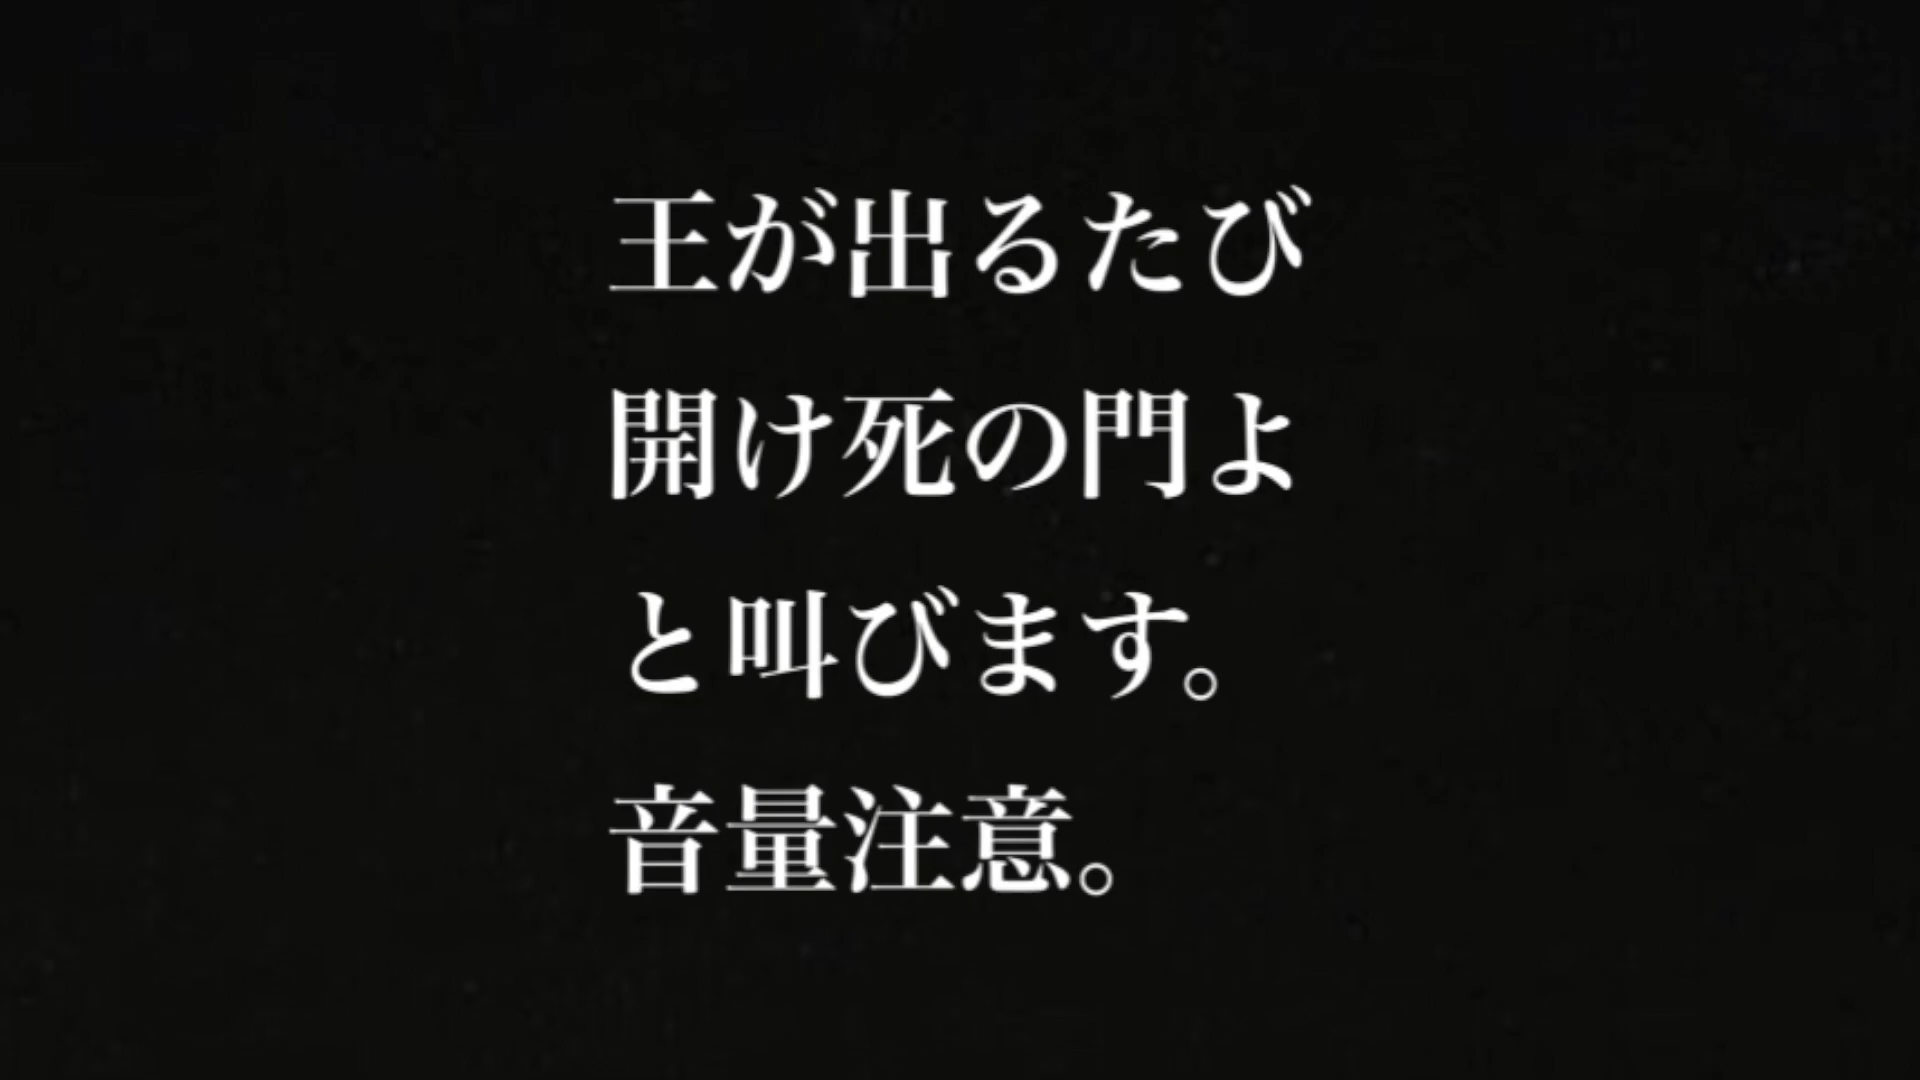 王が出るたび
開け死の門よ
と叫びます。
音量注意。